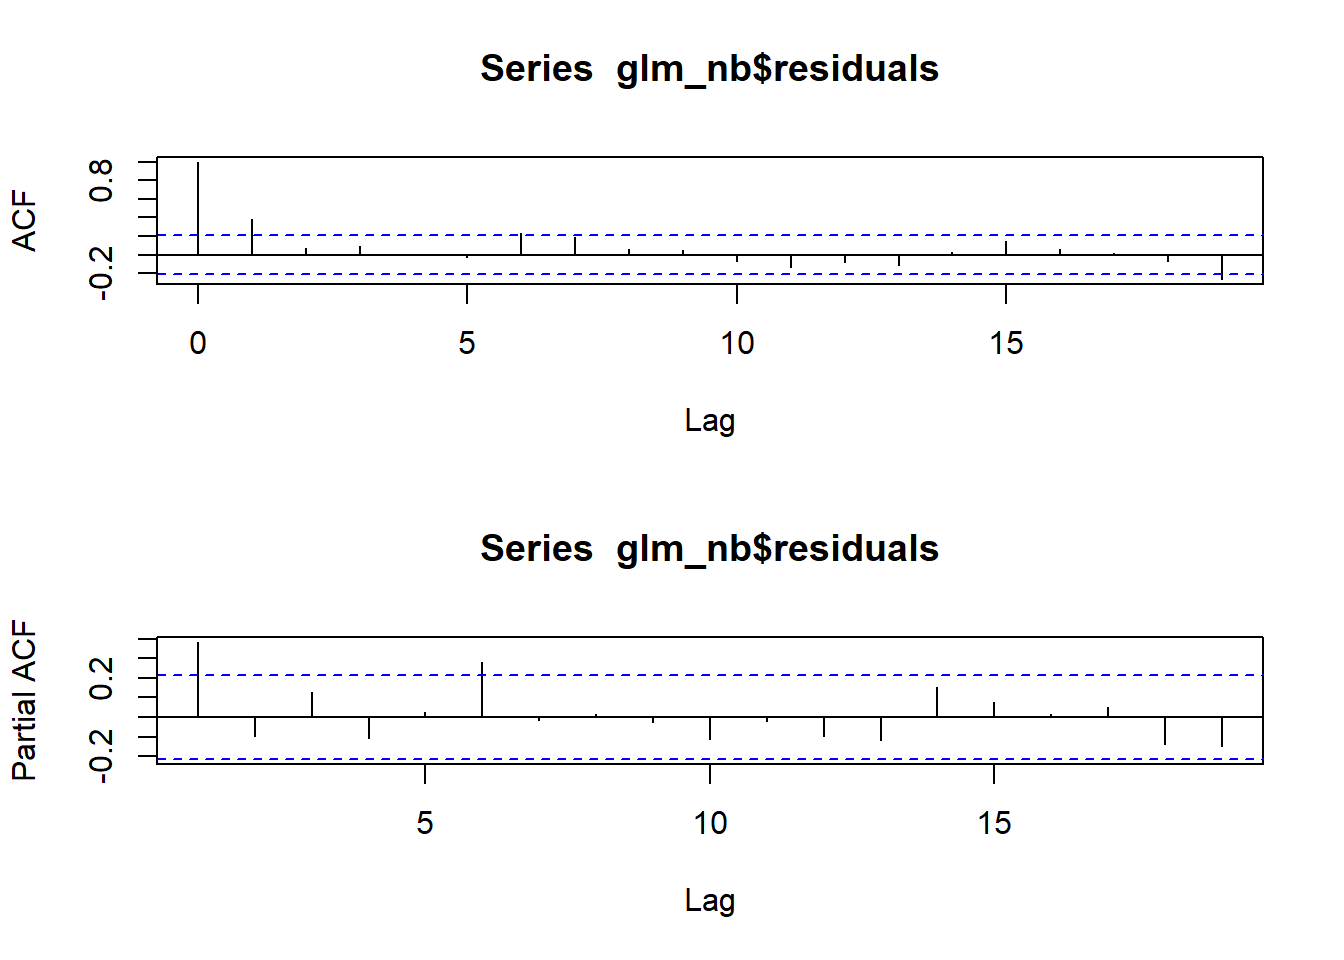 Series  glm_nb$residuals
ACF
0.8
-0.2
0
5
10
15
Lag
Series  glm_nb$residuals
Partial ACF
0.2
-0.2
5
10
15
Lag